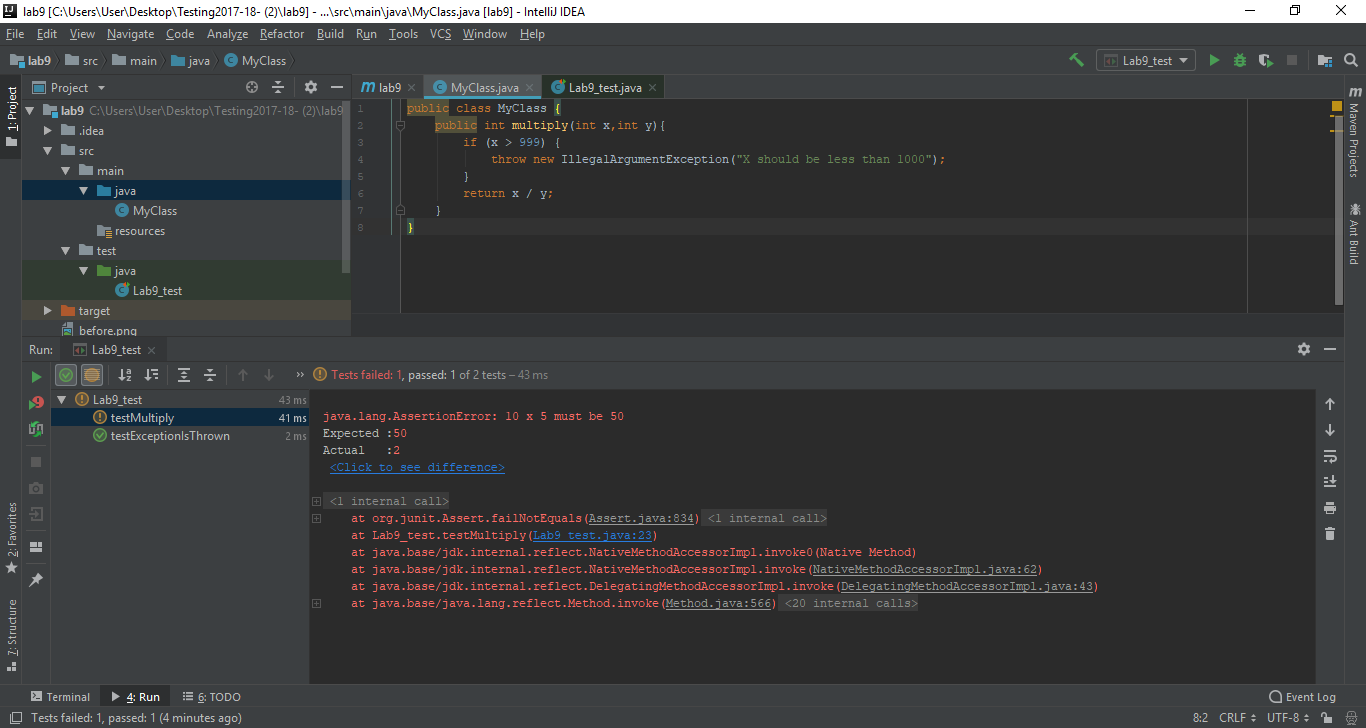 lab9 [C:\Users\User\Desktop\Testing2017-18- (2)\lab9] - ...\src\main\java\MyClass.java [lab9] - IntelliJ IDEA
File Edit View Navigate Code Analyze Refactor Build Run Tools VCS Window Help
lab9 src main java MyClass
Lab9_test
1: Project
Project
lab9 C:\Users\User\Desktop\Testing2017-18- (2)\lab9
.idea
src
main
java
MyClass
resources
test
java
Lab9_test
target
before.png
m lab9 MyClass.java Lab9_test.java
1 public class MyClass {
2 public int multiply(int x,int y){
3 if (x > 999) {
4 throw new IllegalArgumentException("X should be less than 1000");
5 }
6 return x / y;
7 }
8 }
m Maven Projects
Ant Build
Run: Lab9_test
» Tests failed: 1, passed: 1 of 2 tests – 43 ms
Lab9_test 43 ms
testMultiply 41 ms
testExceptionIsThrown 2 ms
java.lang.AssertionError: 10 x 5 must be 50
Expected :50
Actual :2
<Click to see difference>
<1 internal call>
at org.junit.Assert.failNotEquals(Assert.java:834) <1 internal call>
at Lab9_test.testMultiply(Lab9_test.java:23)
at java.base/jdk.internal.reflect.NativeMethodAccessorImpl.invoke0(Native Method)
at java.base/jdk.internal.reflect.NativeMethodAccessorImpl.invoke(NativeMethodAccessorImpl.java:62)
at java.base/jdk.internal.reflect.DelegatingMethodAccessorImpl.invoke(DelegatingMethodAccessorImpl.java:43)
at java.base/java.lang.reflect.Method.invoke(Method.java:566) <20 internal calls>
2: Favorites
7: Structure
Terminal 4: Run 6: TODO Event Log
Tests failed: 1, passed: 1 (4 minutes ago) 8:2 CRLF UTF-8